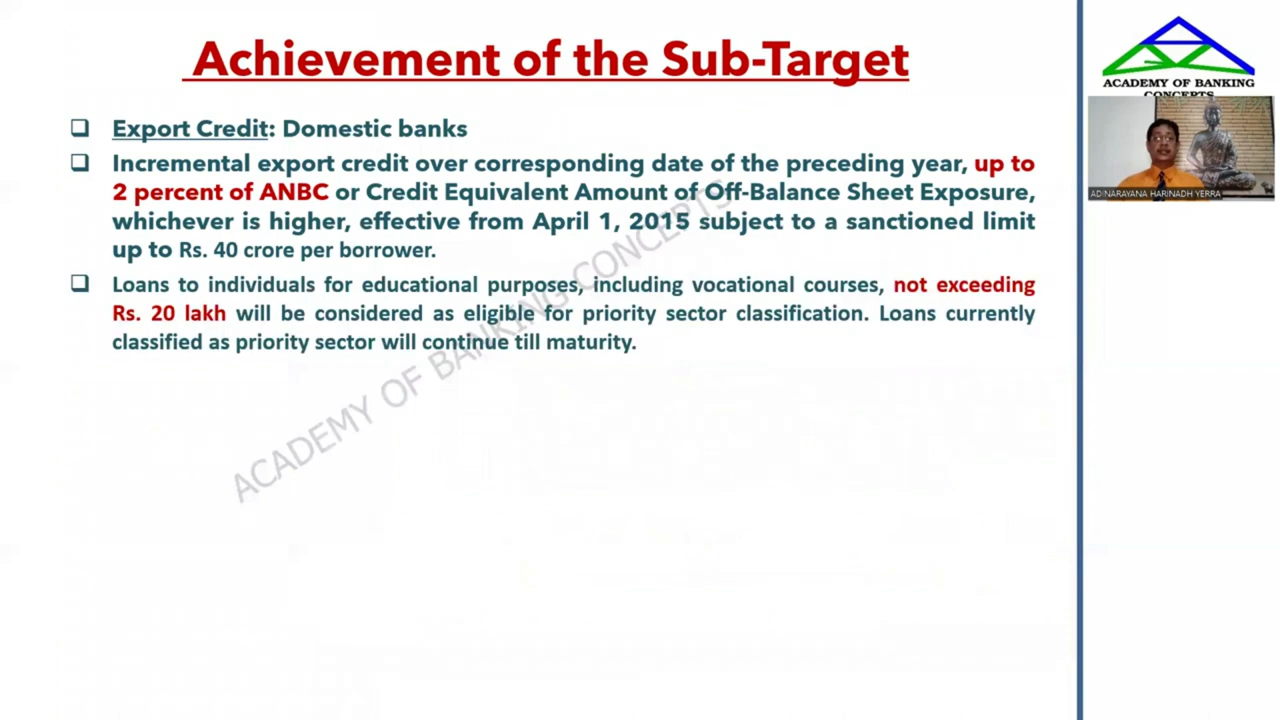 Achievement of the Sub-Target
❑ Export Credit: Domestic banks
❑ Incremental export credit over corresponding date of the preceding year, up to
2 percent of ANBC or Credit Equivalent Amount of Off-Balance Sheet Exposure,
whichever is higher, effective from April 1, 2015 subject to a sanctioned limit
up to Rs. 40 crore per borrower.
❑ Loans to individuals for educational purposes, including vocational courses, not exceeding
Rs. 20 lakh will be considered as eligible for priority sector classification. Loans currently
classified as priority sector will continue till maturity.
ACADEMY OF BANKING CONCEPTS
ACADEMY OF BANKING
CONCEPTS
ADINARAYANA HARINADH YERRA